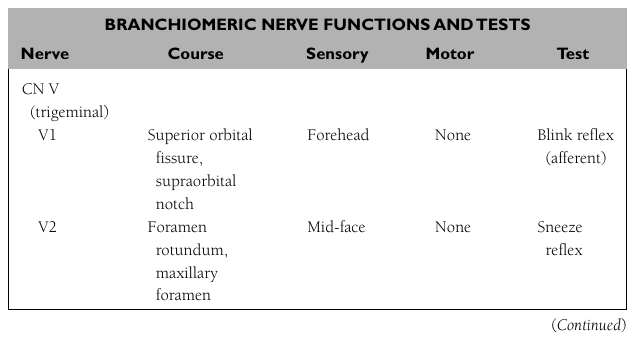 BRANCHIOMERIC NERVE FUNCTIONS AND TESTS
Nerve Course Sensory Motor Test
CN V
(trigeminal)
V1 Superior orbital Forehead None Blink reflex
fissure, (afferent)
supraorbital
notch
V2 Foramen Mid-face None Sneeze
rotundum, reflex
maxillary
foramen
(Continued)